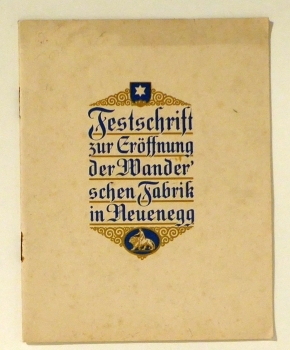 Festschrift
zur Eröffnung
der Wander'
schen Fabrik
in Neuenegg